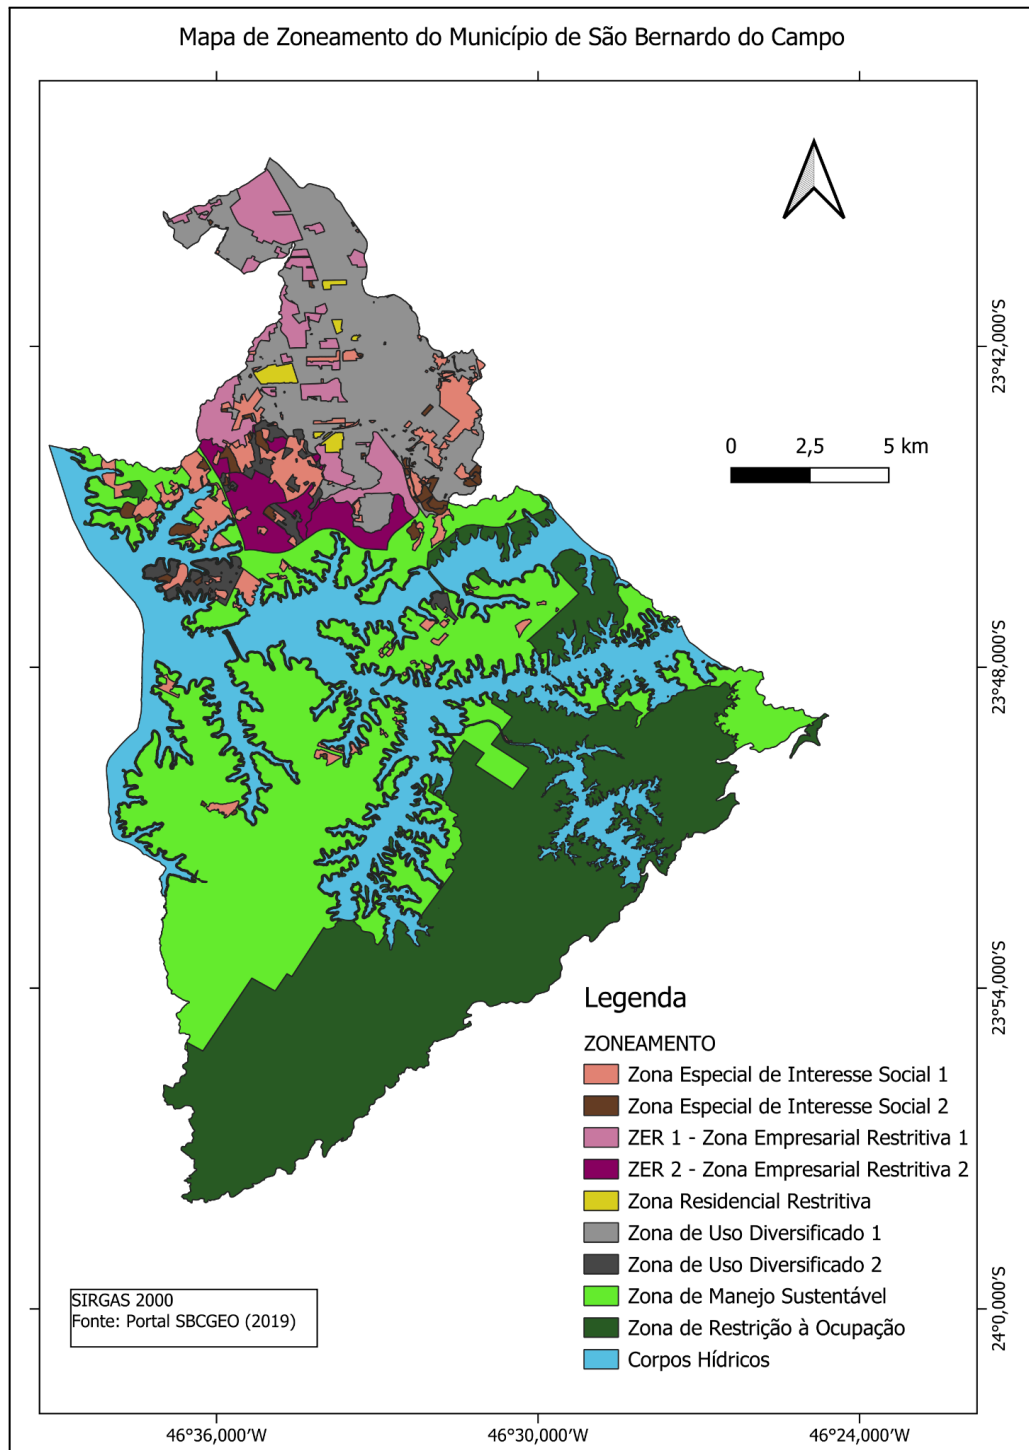 Mapa de Zoneamento do Município de São Bernardo do Campo
23°42,000'S
0 2,5 5 km
23°48,000'S
23°54,000'S
Legenda
ZONEAMENTO
Zona Especial de Interesse Social 1
Zona Especial de Interesse Social 2
ZER 1 - Zona Empresarial Restritiva 1
ZER 2 - Zona Empresarial Restritiva 2
Zona Residencial Restritiva
Zona de Uso Diversificado 1
Zona de Uso Diversificado 2
Zona de Manejo Sustentável
Zona de Restrição à Ocupação
Corpos Hídricos
24°0,000'S
SIRGAS 2000
Fonte: Portal SBCGEO (2019)
46°36,000'W 46°30,000'W 46°24,000'W